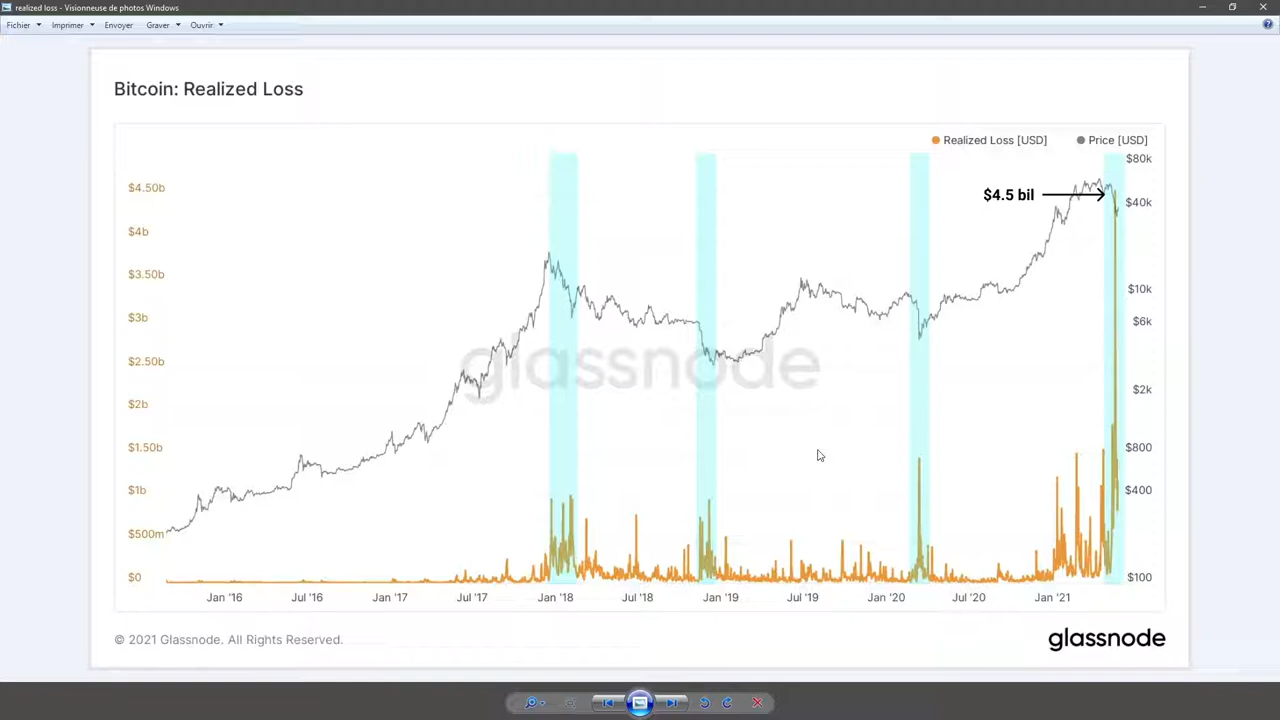 realized loss - Visionneuse de photos Windows
Fichier Imprimer Envoyer Graver Ouvrir
Bitcoin: Realized Loss
Realized Loss [USD] Price [USD]
$4.50b
$4b
$3.50b
$3b
$2.50b
$2b
$1.50b
$1b
$500m
$0
$4.5 bil
$80k
$40k
$10k
$6k
$2k
$800
$400
$100
glassnode
Jan '16 Jul '16 Jan '17 Jul '17 Jan '18 Jul '18 Jan '19 Jul '19 Jan '20 Jul '20 Jan '21
© 2021 Glassnode. All Rights Reserved.
glassnode